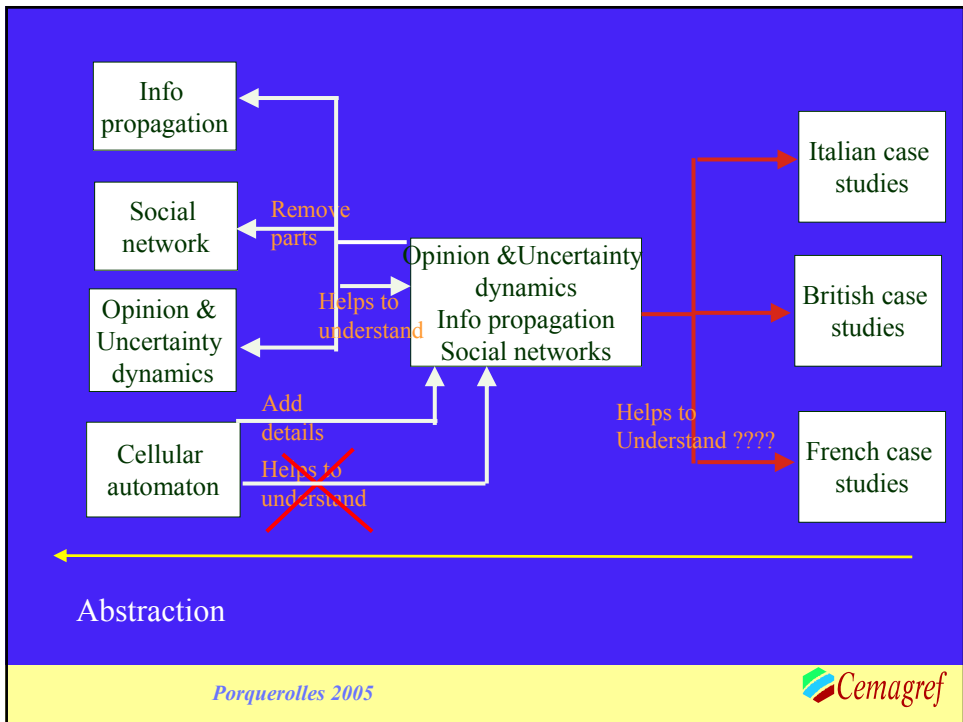 Info
propagation
Social
network
Opinion &
Uncertainty
dynamics
Cellular
automaton
Remove
parts
Helps to
understand
Add
details
Helps to
understand
Opinion &Uncertainty
dynamics
Info propagation
Social networks
Helps to
Understand ????
Italian case
studies
British case
studies
French case
studies
Abstraction
Porquerolles 2005
Cemagref